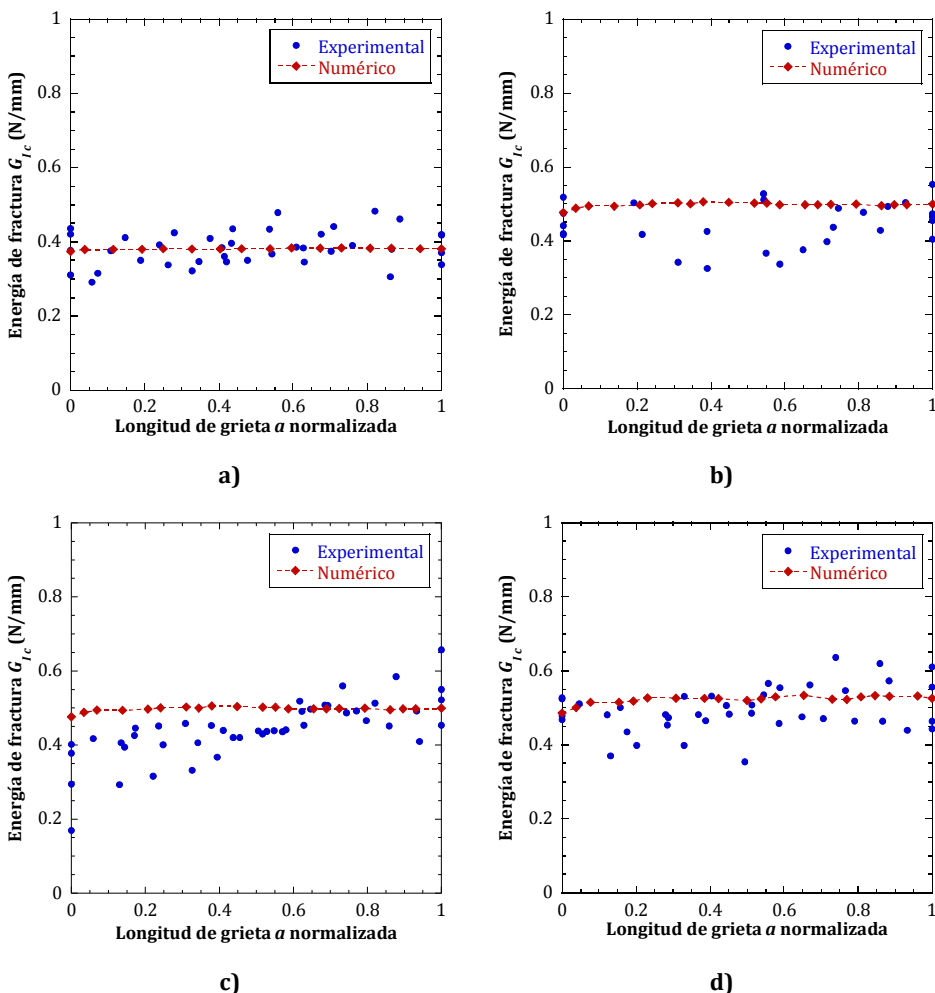 Energía de fractura G_Ic (N/mm)
1
0.8
0.6
0.4
0.2
0
Experimental
Numérico
0 0.2 0.4 0.6 0.8 1
Longitud de grieta a normalizada
a)
Energía de fractura G_Ic (N/mm)
1
0.8
0.6
0.4
0.2
0
Experimental
Numérico
0 0.2 0.4 0.6 0.8 1
Longitud de grieta a normalizada
b)
Energía de fractura G_Ic (N/mm)
1
0.8
0.6
0.4
0.2
0
Experimental
Numérico
0 0.2 0.4 0.6 0.8 1
Longitud de grieta a normalizada
c)
Energía de fractura G_Ic (N/mm)
1
0.8
0.6
0.4
0.2
0
Experimental
Numérico
0 0.2 0.4 0.6 0.8 1
Longitud de grieta a normalizada
d)